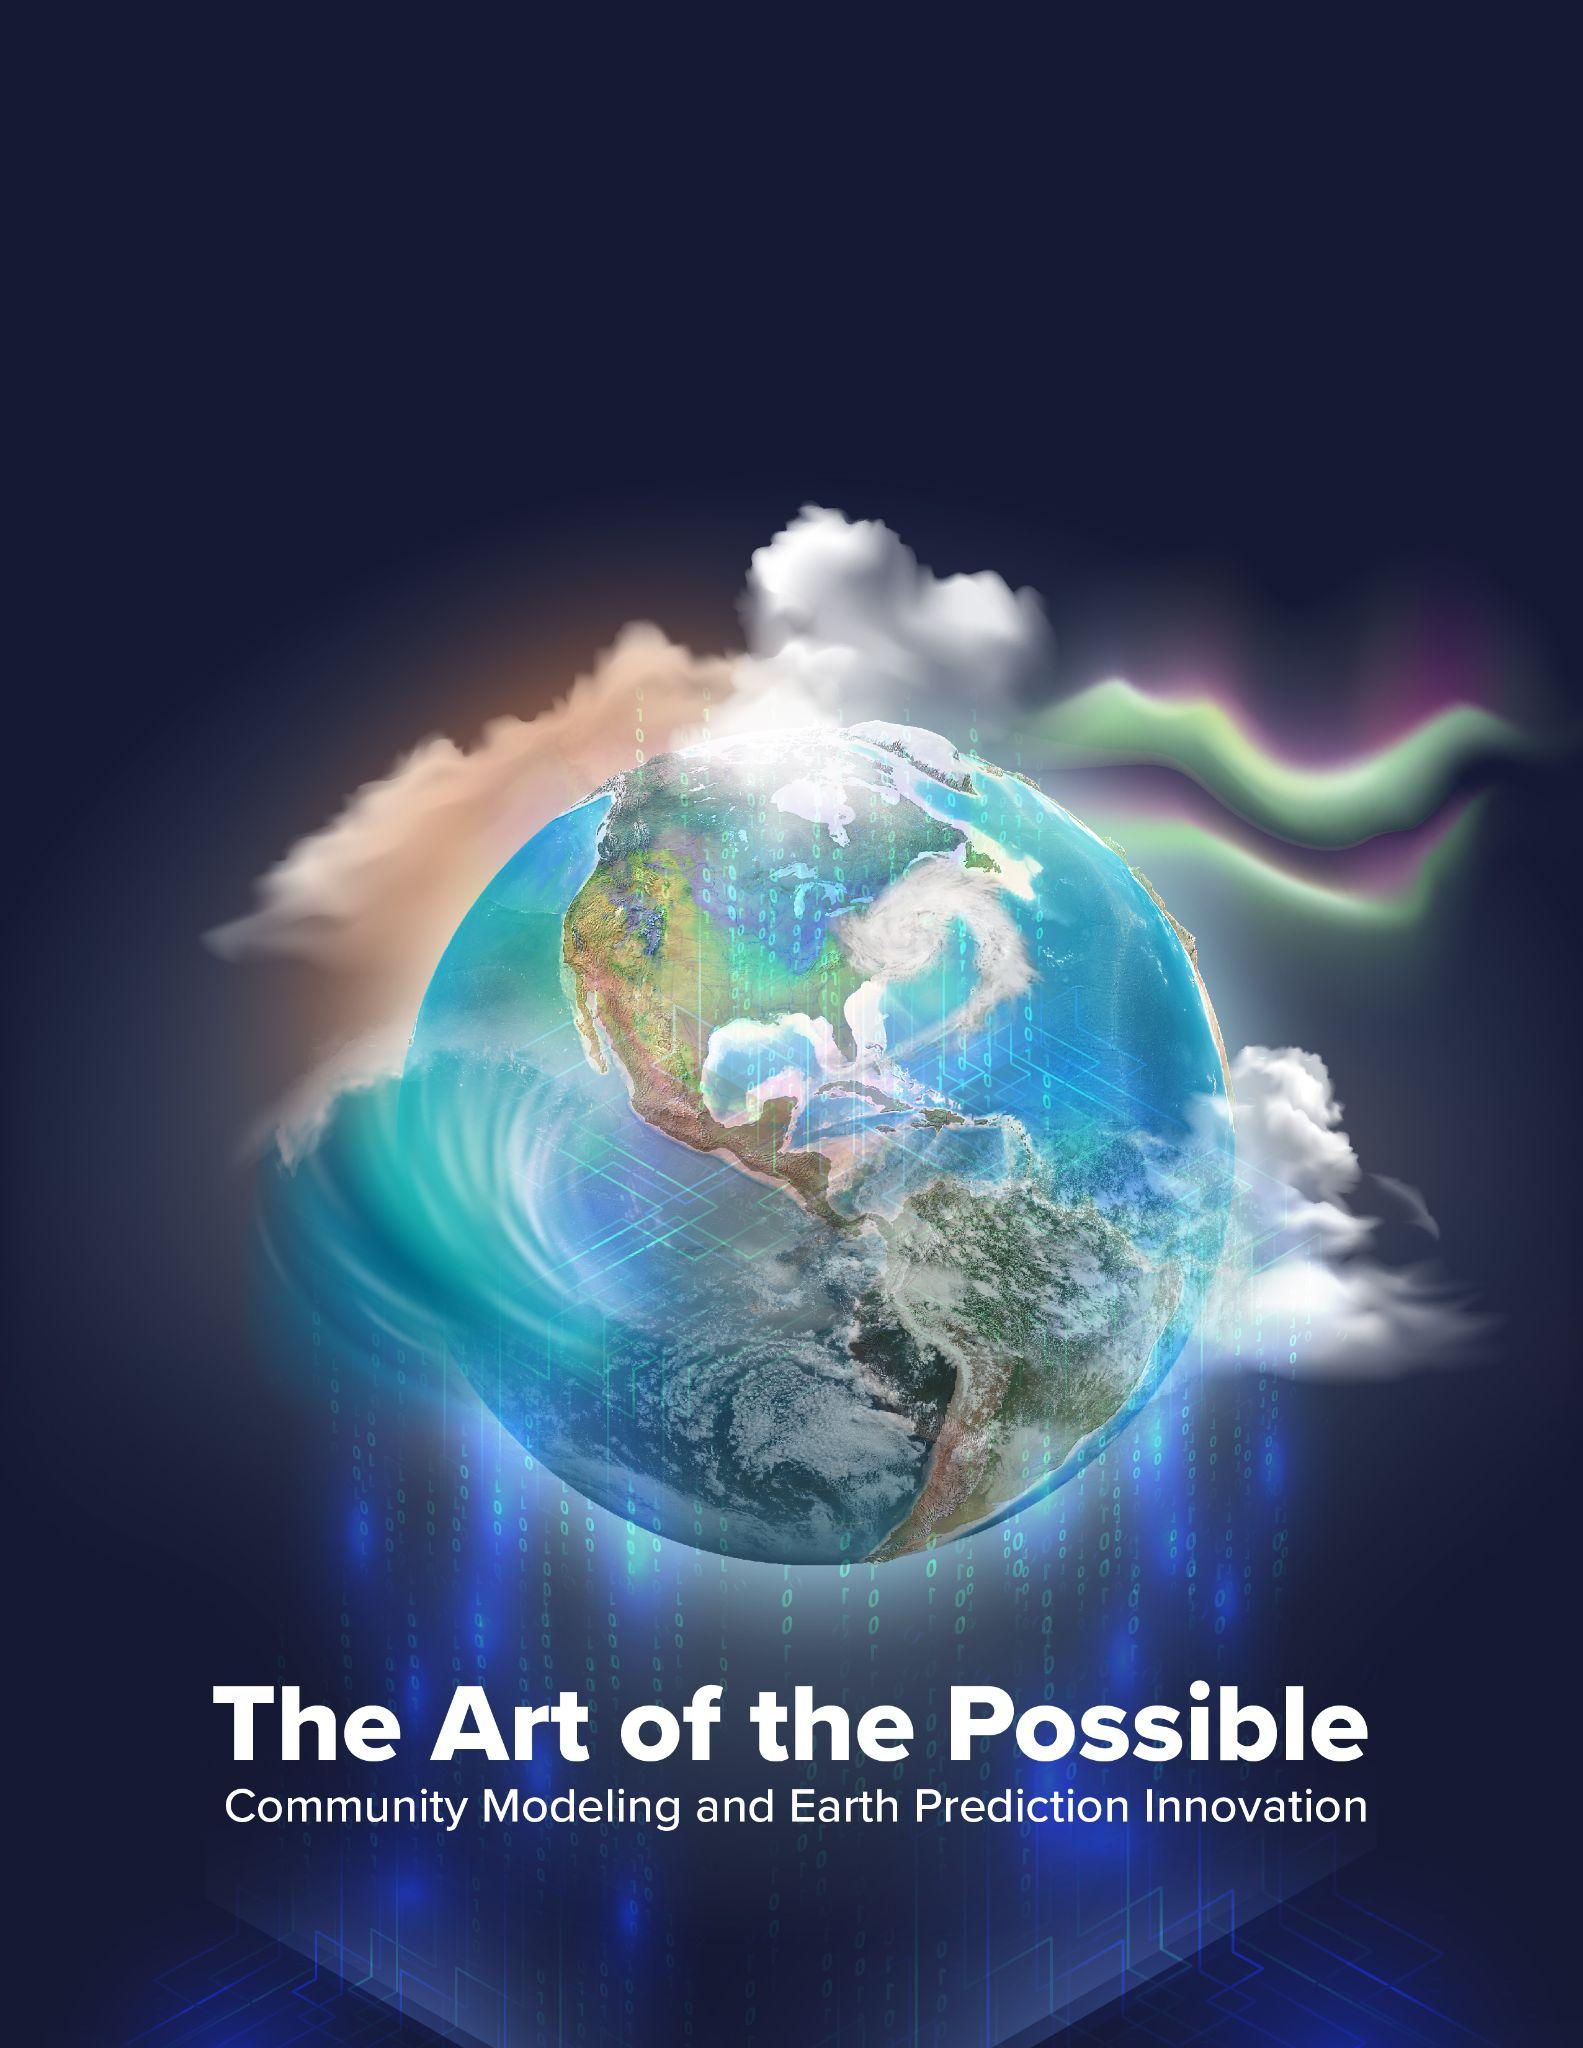 The Art of the Possible
Community Modeling and Earth Prediction Innovation